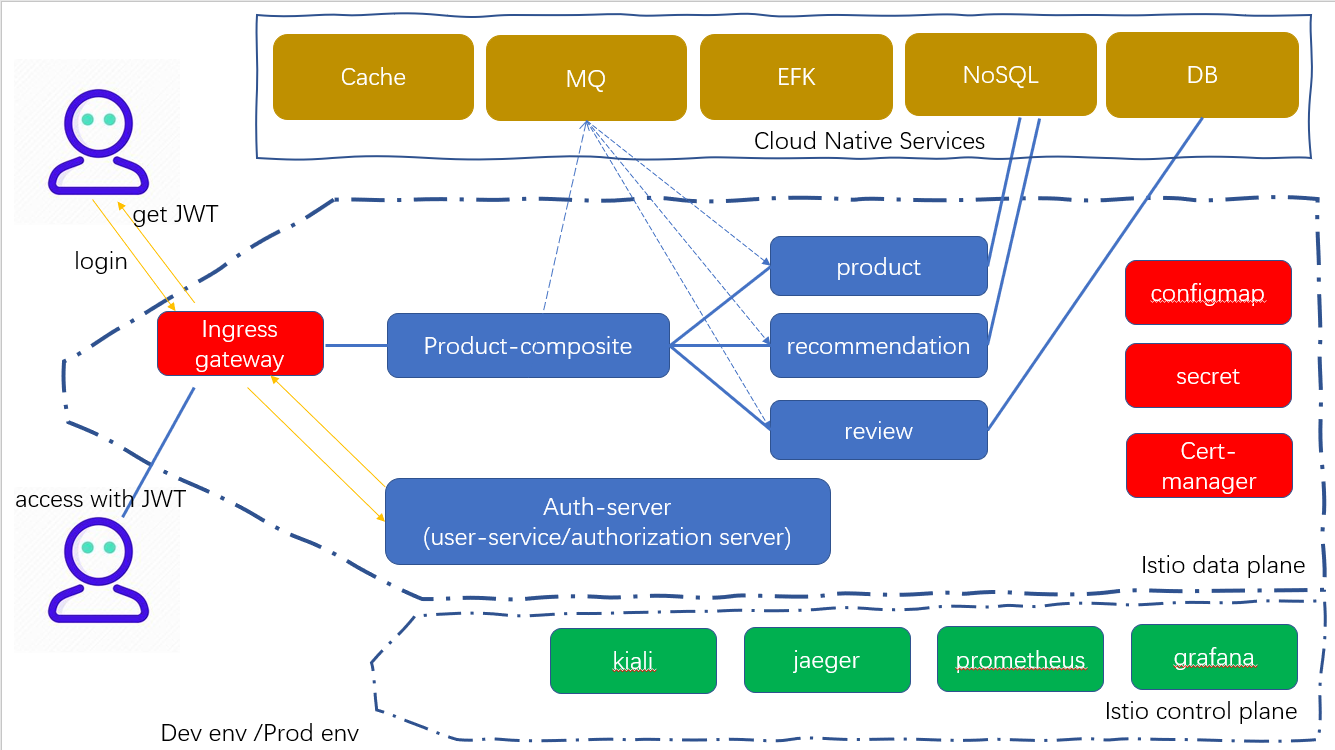 Cache
MQ
EFK
NoSQL
DB
Cloud Native Services
get JWT
login
Ingress
gateway
Product-composite
product
recommendation
review
configmap
secret
Cert-
manager
access with JWT
Auth-server
(user-service/authorization server)
Istio data plane
kiali
jaeger
prometheus
grafana
Istio control plane
Dev env /Prod env